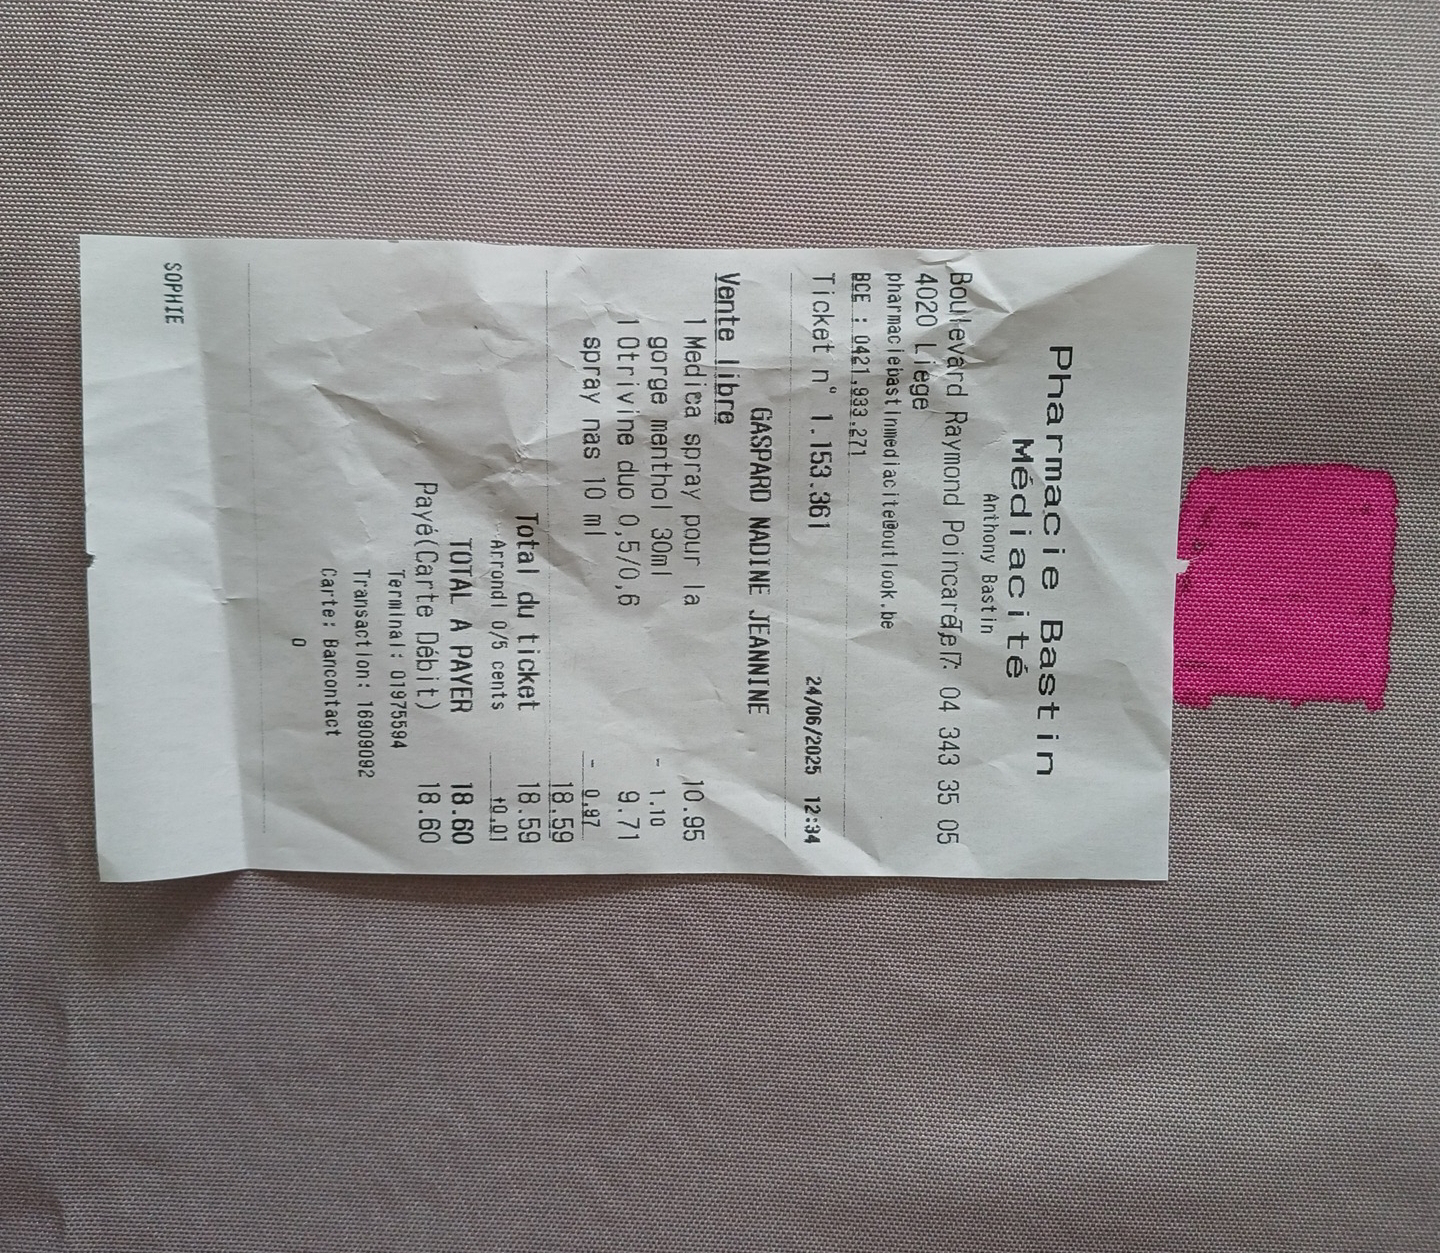 Pharmacie Bastin
Médiacité
Anthony Bastin
Boulevard Raymond Poincaré, 7 Tel: 04 343 35 05
4020 Liege
pharmaciebastinmediacite@outlook.be
BCE : 0421.933.271
Ticket n° 1.153.361 24/06/2025 12:34
GASPARD NADINE JEANNINE
Vente libre
1 Medica spray pour la 10.95
gorge menthol 30ml - 1.10
1 Otrivine duo 0,5/0,6 9.71
spray nas 10 ml - 0.97
18.59
Total du ticket 18.59
Arrondi 0/5 cents +0.01
TOTAL A PAYER 18.60
Payé(Carte Débit) 18.60
Terminal: 01975594
Transaction: 16909092
Carte: Bancontact
0
SOPHIE